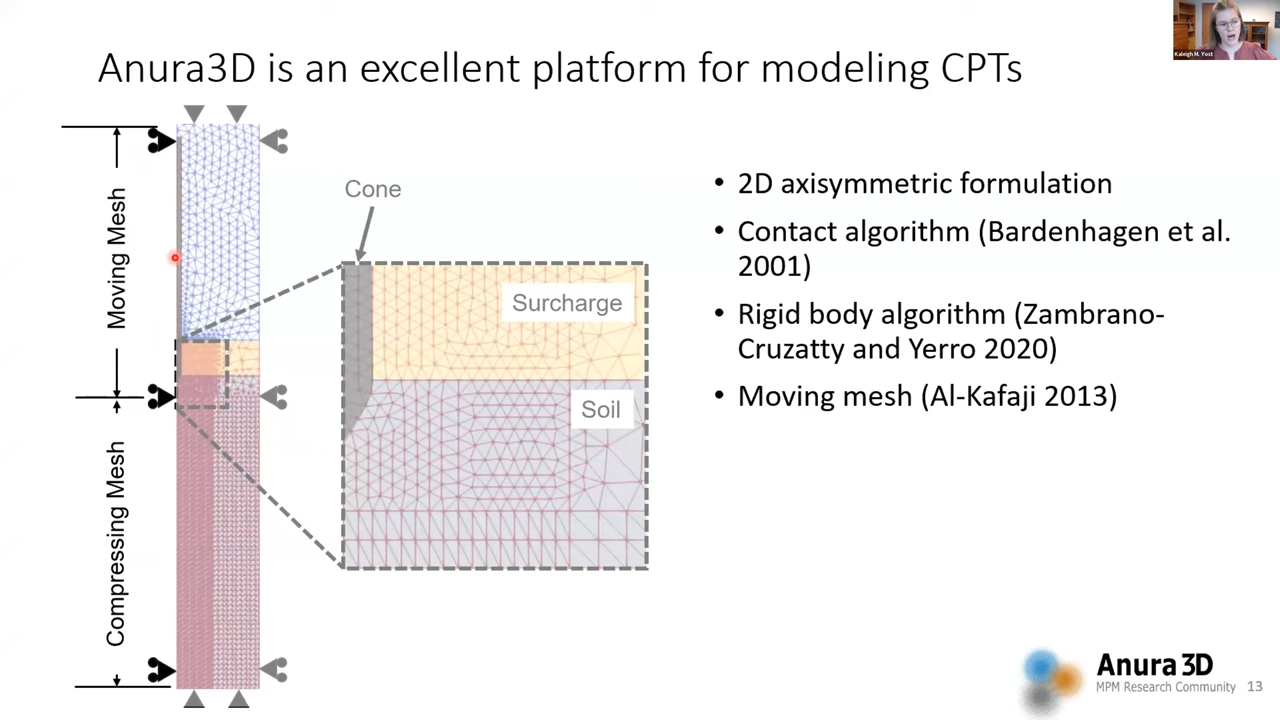 Anura3D is an excellent platform for modeling CPTs
Kaleigh M. Yost
Moving Mesh
Compressing Mesh
Cone
Surcharge
Soil
• 2D axisymmetric formulation
• Contact algorithm (Bardenhagen et al.
2001)
• Rigid body algorithm (Zambrano-
Cruzatty and Yerro 2020)
• Moving mesh (Al-Kafaji 2013)
Anura 3D
MPM Research Community
13